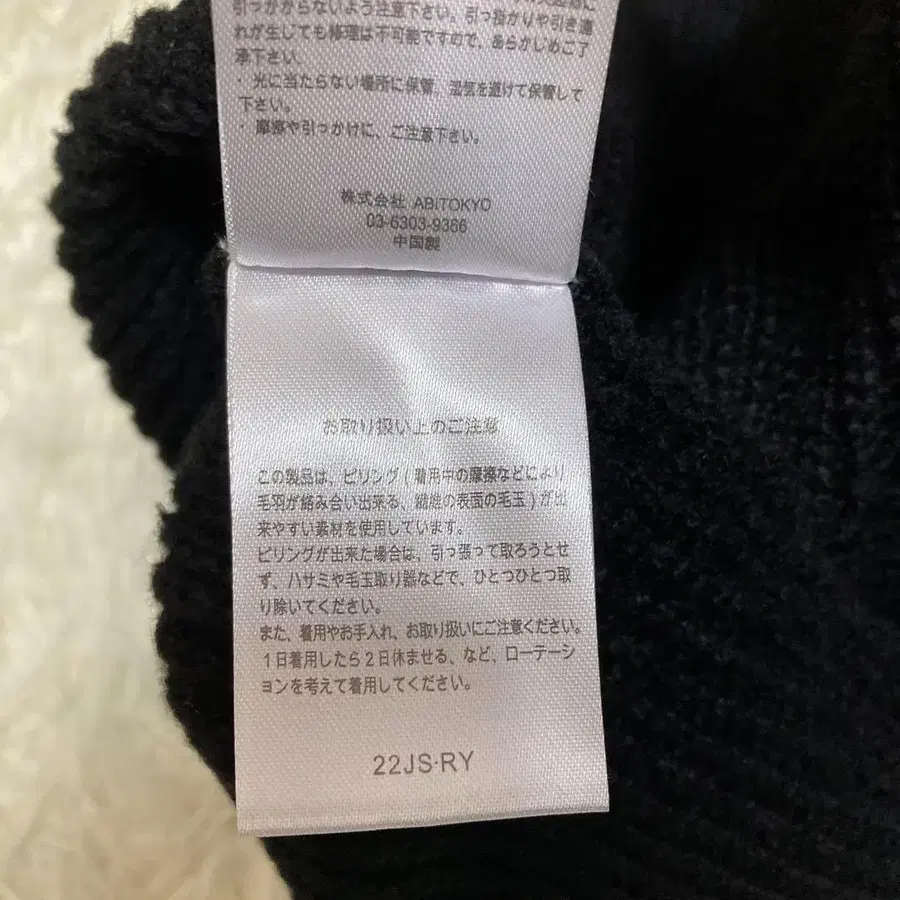 引っかからないよう注意下さい。引っ掛かりや引き連
れが生じても修理は不可能ですので、あらかじめご了
承下さい。
・光に当たらない場所に保管、湿気を避けて保管して
下さい。
・摩擦や引っかけに、ご注意下さい。
株式会社 ABITOKYO
03-6303-9366
中国製
お取り扱い上のご注意
この製品は、ピリング(着用中の摩擦などにより
毛羽が絡み合い出来る、繊維の表面の毛玉)が出
来やすい素材を使用しています。
ピリングが出来た場合は、引っ張って取ろうとせ
ず、ハサミや毛玉取り器などで、ひとつひとつ取
り除いてください。
また、着用やお手入れ、お取り扱いにご注意ください。
1日着用したら2日休ませる、など、ローテーシ
ョンを考えて着用してください。
22JS·RY